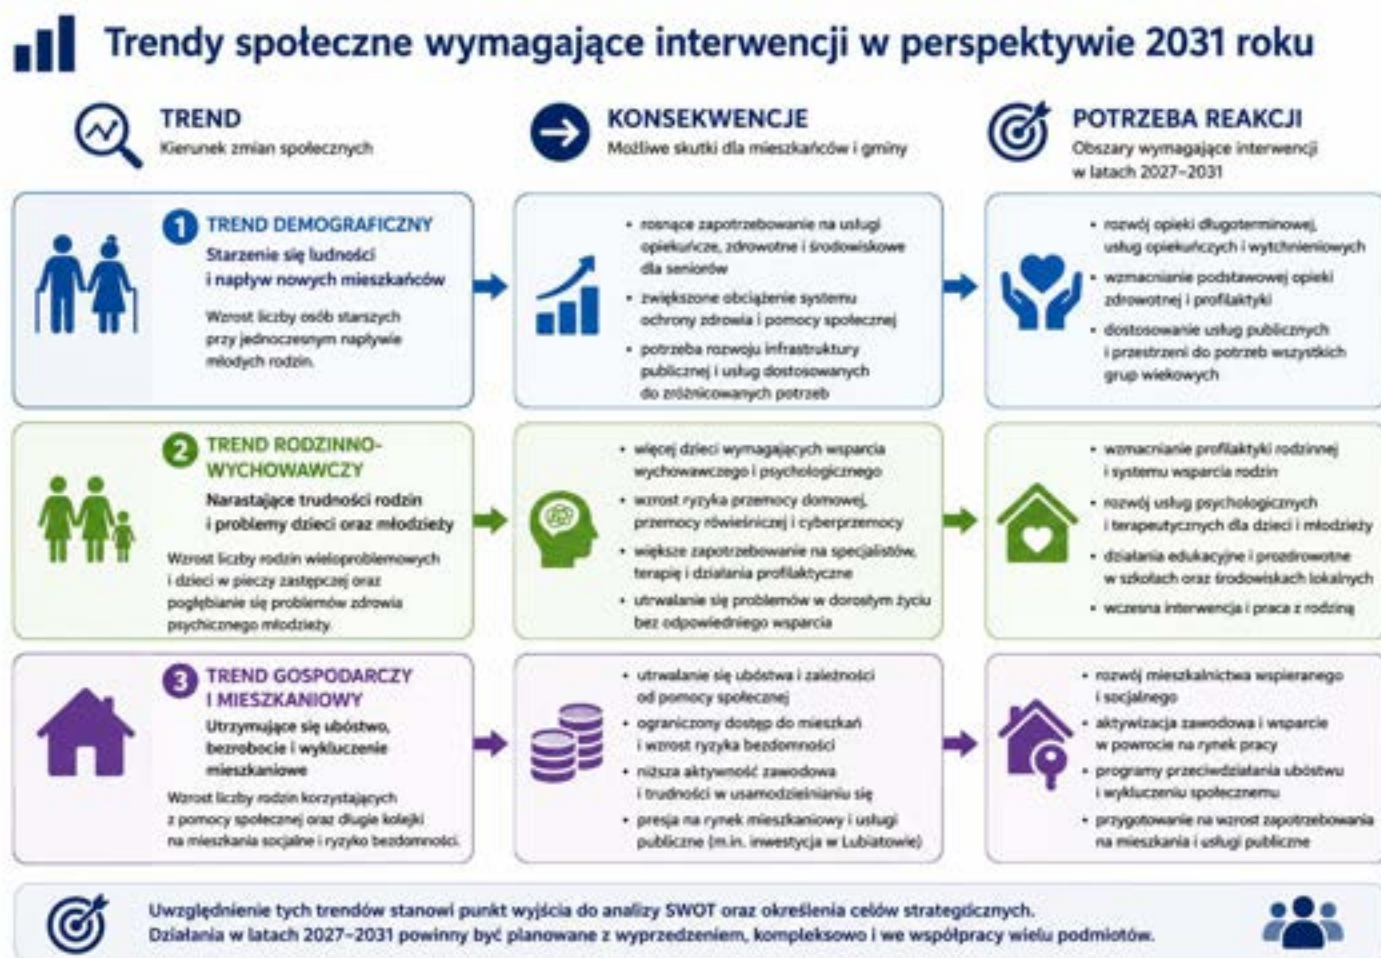 Trendy społeczne wymagające interwencji w perspektywie 2031 roku
TREND
Kierunek zmian społecznych
KONSEKWENCJE
Możliwe skutki dla mieszkańców i gminy
POTRZEBA REAKCJI
Obszary wymagające interwencji
w latach 2027–2031
1 TREND DEMOGRAFICZNY
Starzenie się ludności
i napływ nowych mieszkańców
Wzrost liczby osób starszych
przy jednoczesnym napływie
młodych rodzin.
• rosnące zapotrzebowanie na usługi
opiekuńcze, zdrowotne i środowiskowe
dla seniorów
• zwiększone obciążenie systemu
ochrony zdrowia i pomocy społecznej
• potrzeba rozwoju infrastruktury
publicznej i usług dostosowanych
do zróżnicowanych potrzeb
• rozwój opieki długoterminowej,
usług opiekuńczych i wytchnieniowych
• wzmacnianie podstawowej opieki
zdrowotnej i profilaktyki
• dostosowanie usług publicznych
i przestrzeni do potrzeb wszystkich
grup wiekowych
2 TREND RODZINNO-
WYCHOWAWCZY
Narastające trudności rodzin
i problemy dzieci oraz młodzieży
Wzrost liczby rodzin wieloproblemowych
i dzieci w pieczy zastępczej oraz
pogłębianie się problemów zdrowia
psychicznego młodzieży.
• więcej dzieci wymagających wsparcia
wychowawczego i psychologicznego
• wzrost ryzyka przemocy domowej,
przemocy rówieśniczej i cyberprzemocy
• większe zapotrzebowanie na specjalistów,
terapię i działania profilaktyczne
• utrwalanie się problemów w dorosłym życiu
bez odpowiedniego wsparcia
• wzmacnianie profilaktyki rodzinnej
i systemu wsparcia rodzin
• rozwój usług psychologicznych
i terapeutycznych dla dzieci i młodzieży
• działania edukacyjne i prozdrowotne
w szkołach oraz środowiskach lokalnych
• wczesna interwencja i praca z rodziną
3 TREND GOSPODARCZY
I MIESZKANIOWY
Utrzymujące się ubóstwo,
bezrobocie i wykluczenie
mieszkaniowe
Wzrost liczby rodzin korzystających
z pomocy społecznej oraz długie kolejki
na mieszkania socjalne i ryzyko bezdomności.
• utrwalanie się ubóstwa i zależności
od pomocy społecznej
• ograniczony dostęp do mieszkań
i wzrost ryzyka bezdomności
• niższa aktywność zawodowa
i trudności w usamodzielnianiu się
• presja na rynek mieszkaniowy i usługi
publiczne (m.in. inwestycja w Lubiatowie)
• rozwój mieszkalnictwa wspieranego
i socjalnego
• aktywizacja zawodowa i wsparcie
w powrocie na rynek pracy
• programy przeciwdziałania ubóstwu
i wykluczeniu społecznemu
• przygotowanie na wzrost zapotrzebowania
na mieszkania i usługi publiczne
Uwzględnienie tych trendów stanowi punkt wyjścia do analizy SWOT oraz określenia celów strategicznych.
Działania w latach 2027–2031 powinny być planowane z wyprzedzeniem, kompleksowo i we współpracy wielu podmiotów.